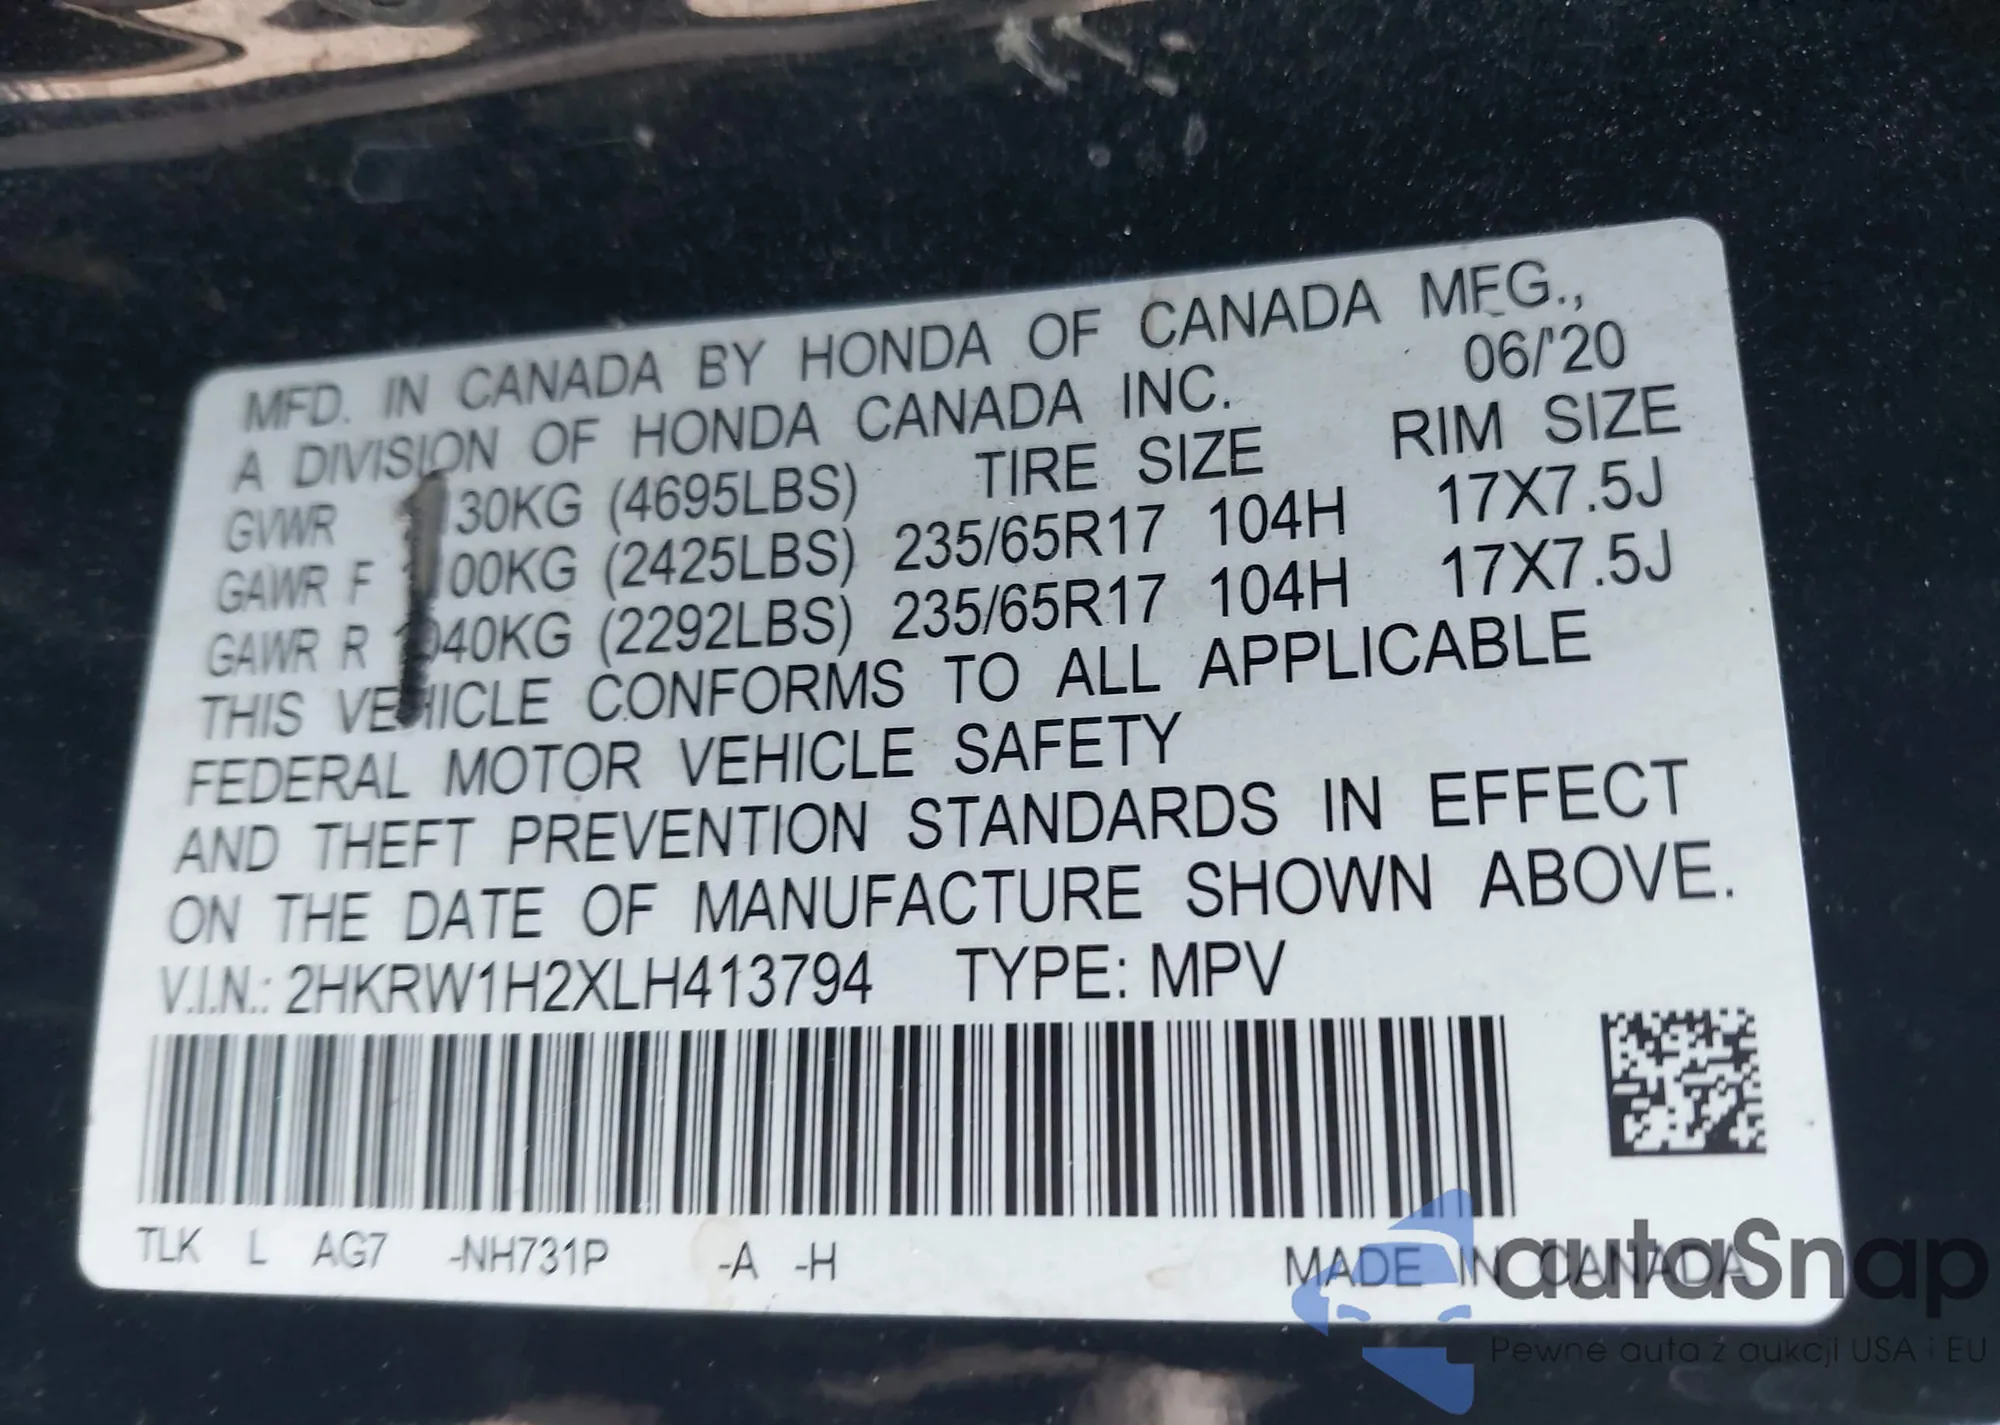 MFD. IN CANADA BY HONDA OF CANADA MFG.,
A DIVISION OF HONDA CANADA INC. 06/'20
GVWR 30KG (4695LBS) TIRE SIZE RIM SIZE
GAWR F 1 00KG (2425LBS) 235/65R17 104H 17X7.5J
GAWR R 1040KG (2292LBS) 235/65R17 104H 17X7.5J
THIS VEHICLE CONFORMS TO ALL APPLICABLE
FEDERAL MOTOR VEHICLE SAFETY
AND THEFT PREVENTION STANDARDS IN EFFECT
ON THE DATE OF MANUFACTURE SHOWN ABOVE.
V.I.N.: 2HKRW1H2XLH413794 TYPE: MPV
TLK L AG7 -NH731P -A -H MADE IN CANADA
autaSnap
Pewne auta z aukcji USA i EU